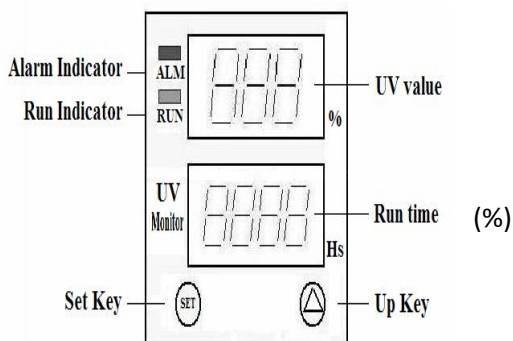 Alarm Indicator
ALM
UV value
Run Indicator
RUN
%
UV
Monitor
Run time
(%)
Hs
Set Key
SET
Up Key